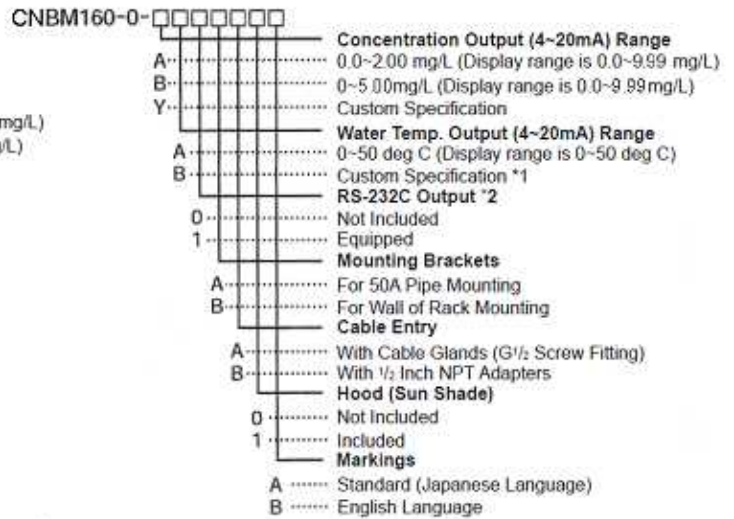 CNBM160-0-□□□□□□□
Concentration Output (4~20mA) Range
A 0.0~2.00 mg/L (Display range is 0.0~9.99 mg/L)
B 0~5.00mg/L (Display range is 0.0~9.99mg/L)
Y Custom Specification
mg/L)
/L)
Water Temp. Output (4~20mA) Range
A 0~50 deg C (Display range is 0~50 deg C)
B Custom Specification *1
RS-232C Output *2
0 Not Included
1 Equipped
Mounting Brackets
A For 50A Pipe Mounting
B For Wall of Rack Mounting
Cable Entry
A With Cable Glands (G1/2 Screw Fitting)
B With 1/2 Inch NPT Adapters
Hood (Sun Shade)
0 Not Included
1 Included
Markings
A Standard (Japanese Language)
B English Language